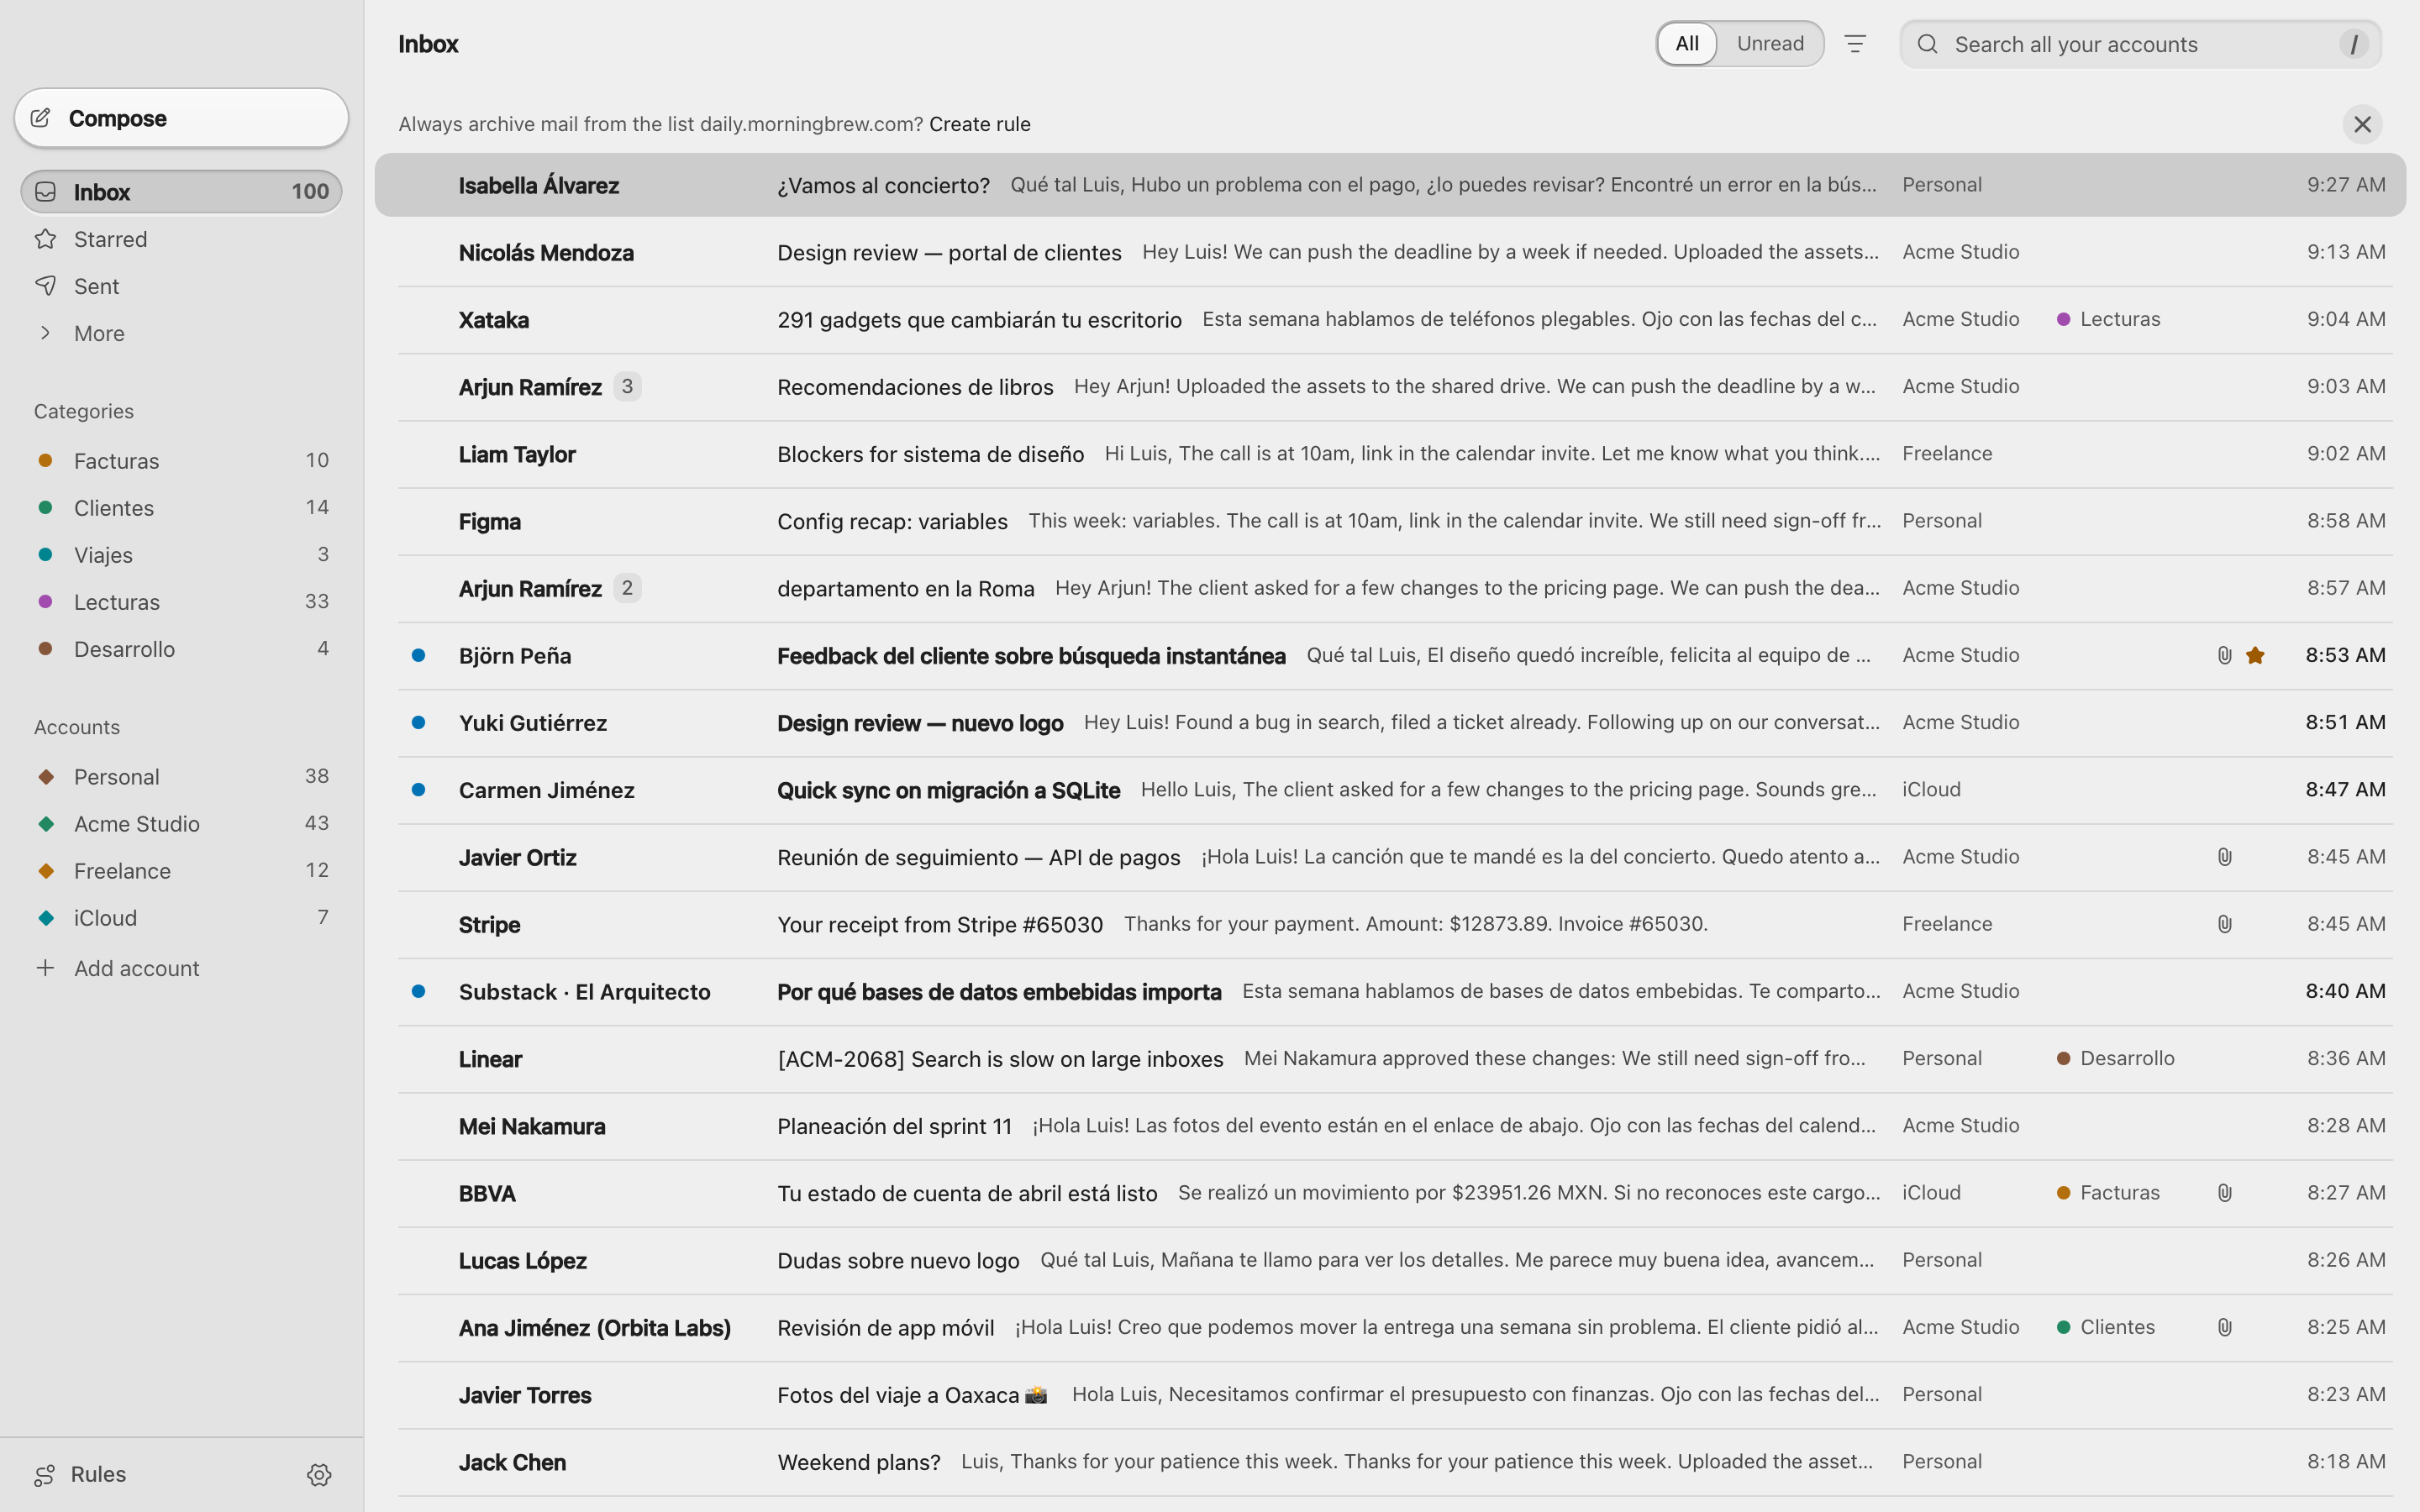 Inbox
All Unread
Search all your accounts /
Compose
Always archive mail from the list daily.morningbrew.com? Create rule
Inbox 100
Starred
Sent
More
Categories
Facturas 10
Clientes 14
Viajes 3
Lecturas 33
Desarrollo 4
Accounts
Personal 38
Acme Studio 43
Freelance 12
iCloud 7
Add account
Rules
Isabella Álvarez ¿Vamos al concierto? Qué tal Luis, Hubo un problema con el pago, ¿lo puedes revisar? Encontré un error en la bús... Personal 9:27 AM
Nicolás Mendoza Design review — portal de clientes Hey Luis! We can push the deadline by a week if needed. Uploaded the assets... Acme Studio 9:13 AM
Xataka 291 gadgets que cambiarán tu escritorio Esta semana hablamos de teléfonos plegables. Ojo con las fechas del c... Acme Studio Lecturas 9:04 AM
Arjun Ramírez 3 Recomendaciones de libros Hey Arjun! Uploaded the assets to the shared drive. We can push the deadline by a w... Acme Studio 9:03 AM
Liam Taylor Blockers for sistema de diseño Hi Luis, The call is at 10am, link in the calendar invite. Let me know what you think.... Freelance 9:02 AM
Figma Config recap: variables This week: variables. The call is at 10am, link in the calendar invite. We still need sign-off fr... Personal 8:58 AM
Arjun Ramírez 2 departamento en la Roma Hey Arjun! The client asked for a few changes to the pricing page. We can push the dea... Acme Studio 8:57 AM
Björn Peña Feedback del cliente sobre búsqueda instantánea Qué tal Luis, El diseño quedó increíble, felicita al equipo de ... Acme Studio 8:53 AM
Yuki Gutiérrez Design review — nuevo logo Hey Luis! Found a bug in search, filed a ticket already. Following up on our conversat... Acme Studio 8:51 AM
Carmen Jiménez Quick sync on migración a SQLite Hello Luis, The client asked for a few changes to the pricing page. Sounds gre... iCloud 8:47 AM
Javier Ortiz Reunión de seguimiento — API de pagos ¡Hola Luis! La canción que te mandé es la del concierto. Quedo atento a... Acme Studio 8:45 AM
Stripe Your receipt from Stripe #65030 Thanks for your payment. Amount: $12873.89. Invoice #65030. Freelance 8:45 AM
Substack · El Arquitecto Por qué bases de datos embebidas importa Esta semana hablamos de bases de datos embebidas. Te comparto... Acme Studio 8:40 AM
Linear [ACM-2068] Search is slow on large inboxes Mei Nakamura approved these changes: We still need sign-off fro... Personal Desarrollo 8:36 AM
Mei Nakamura Planeación del sprint 11 ¡Hola Luis! Las fotos del evento están en el enlace de abajo. Ojo con las fechas del calend... Acme Studio 8:28 AM
BBVA Tu estado de cuenta de abril está listo Se realizó un movimiento por $23951.26 MXN. Si no reconoces este cargo... iCloud Facturas 8:27 AM
Lucas López Dudas sobre nuevo logo Qué tal Luis, Mañana te llamo para ver los detalles. Me parece muy buena idea, avancem... Personal 8:26 AM
Ana Jiménez (Orbita Labs) Revisión de app móvil ¡Hola Luis! Creo que podemos mover la entrega una semana sin problema. El cliente pidió al... Acme Studio Clientes 8:25 AM
Javier Torres Fotos del viaje a Oaxaca 📸 Hola Luis, Necesitamos confirmar el presupuesto con finanzas. Ojo con las fechas del... Personal 8:23 AM
Jack Chen Weekend plans? Luis, Thanks for your patience this week. Thanks for your patience this week. Uploaded the asset... Personal 8:18 AM